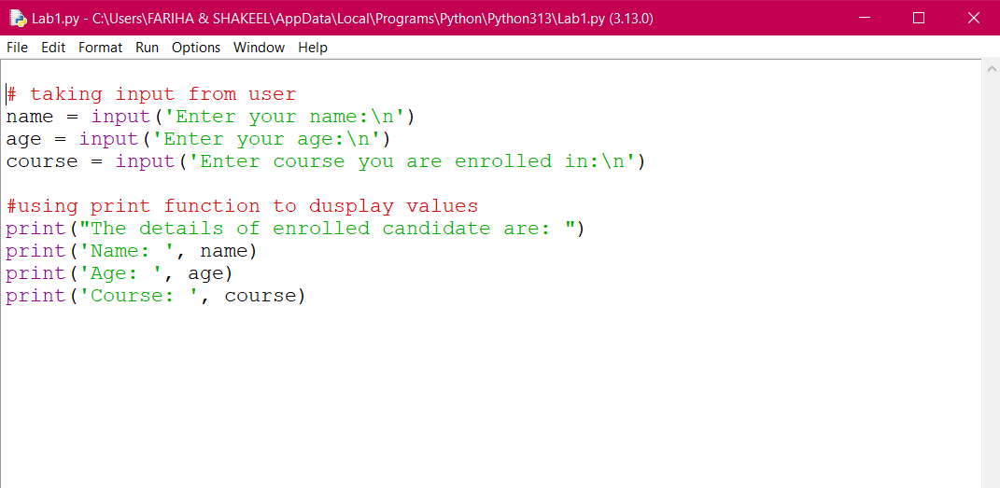 Lab1.py - C:\Users\FARIHA & SHAKEEL\AppData\Local\Programs\Python\Python313\Lab1.py (3.13.0)
File Edit Format Run Options Window Help
# taking input from user
name = input('Enter your name:\n')
age = input('Enter your age:\n')
course = input('Enter course you are enrolled in:\n')
#using print function to dusplay values
print("The details of enrolled candidate are: ")
print('Name: ', name)
print('Age: ', age)
print('Course: ', course)